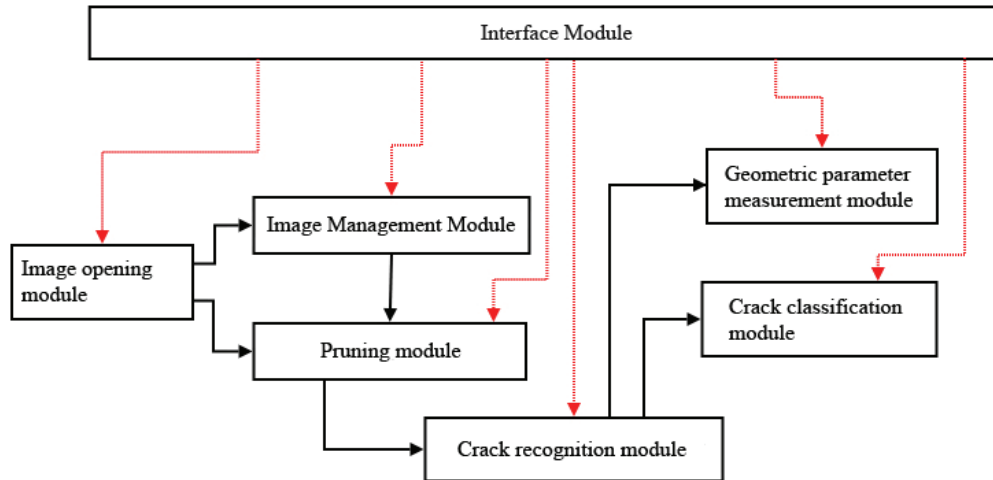 Interface Module
Geometric parameter
measurement module
Image Management Module
Image opening
module
Crack classification
module
Pruning module
Crack recognition module